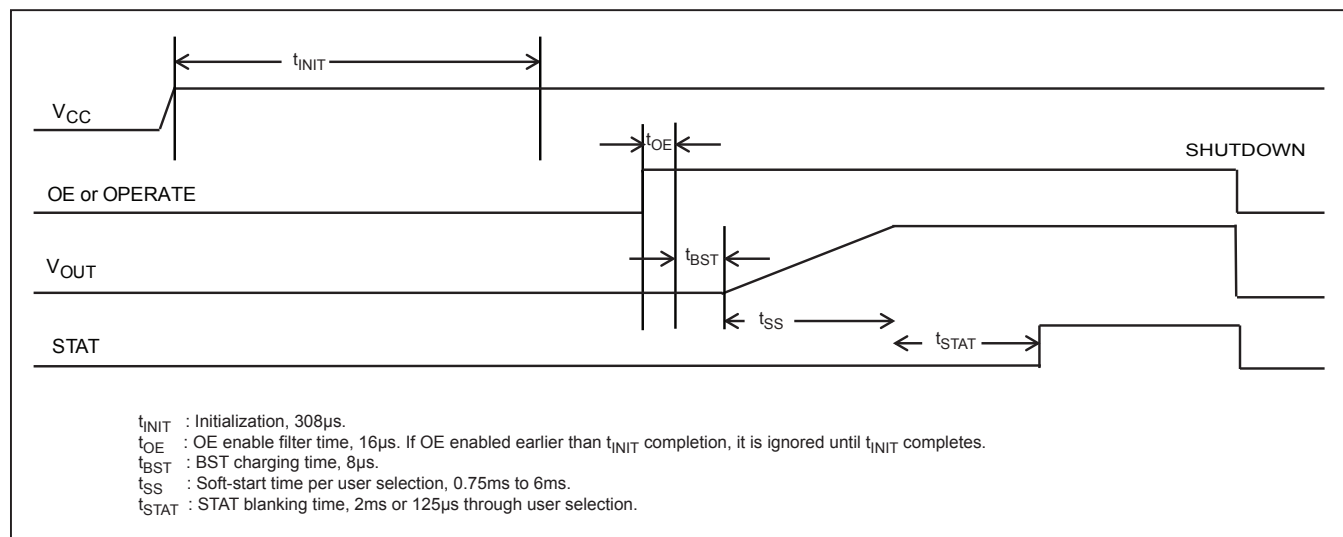 tINIT
VCC
tOE
SHUTDOWN
OE or OPERATE
tBST
VOUT
tSS
STAT
tSTAT
tINIT : Initialization, 308µs.
tOE : OE enable filter time, 16µs. If OE enabled earlier than tINIT completion, it is ignored until tINIT completes.
tBST : BST charging time, 8µs.
tSS : Soft-start time per user selection, 0.75ms to 6ms.
tSTAT : STAT blanking time, 2ms or 125µs through user selection.